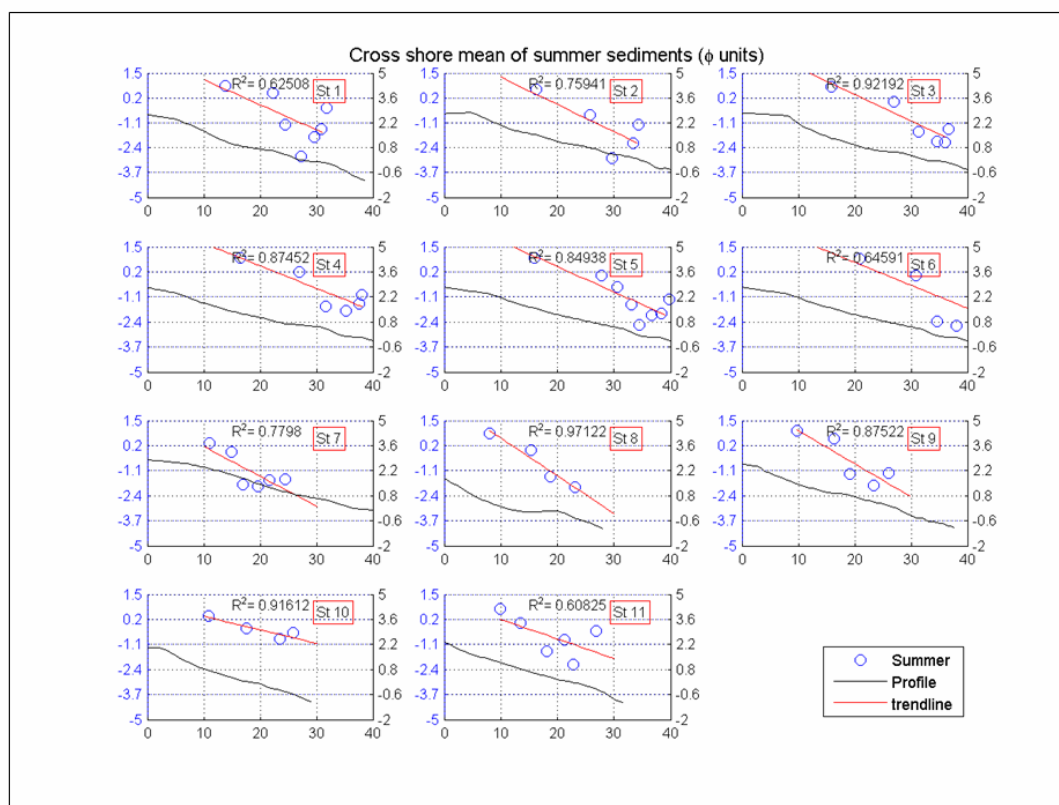 Cross shore mean of summer sediments (ϕ units)
1.5 0.2 -1.1 -2.4 -3.7 -5
R²= 0.62508 St 1
5 3.6 2.2 0.8 -0.6 -2
0 10 20 30 40
1.5 0.2 -1.1 -2.4 -3.7 -5
R²= 0.75941 St 2
5 3.6 2.2 0.8 -0.6 -2
0 10 20 30 40
1.5 0.2 -1.1 -2.4 -3.7 -5
R²= 0.92192 St 3
5 3.6 2.2 0.8 -0.6 -2
0 10 20 30 40
1.5 0.2 -1.1 -2.4 -3.7 -5
R²= 0.87452 St 4
5 3.6 2.2 0.8 -0.6 -2
0 10 20 30 40
1.5 0.2 -1.1 -2.4 -3.7 -5
R²= 0.84938 St 5
5 3.6 2.2 0.8 -0.6 -2
0 10 20 30 40
1.5 0.2 -1.1 -2.4 -3.7 -5
R²= 0.64591 St 6
5 3.6 2.2 0.8 -0.6 -2
0 10 20 30 40
1.5 0.2 -1.1 -2.4 -3.7 -5
R²= 0.7798 St 7
5 3.6 2.2 0.8 -0.6 -2
0 10 20 30 40
1.5 0.2 -1.1 -2.4 -3.7 -5
R²= 0.97122 St 8
5 3.6 2.2 0.8 -0.6 -2
0 10 20 30 40
1.5 0.2 -1.1 -2.4 -3.7 -5
R²= 0.87522 St 9
5 3.6 2.2 0.8 -0.6 -2
0 10 20 30 40
1.5 0.2 -1.1 -2.4 -3.7 -5
R²= 0.91612 St 10
5 3.6 2.2 0.8 -0.6 -2
0 10 20 30 40
1.5 0.2 -1.1 -2.4 -3.7 -5
R²= 0.60825 St 11
5 3.6 2.2 0.8 -0.6 -2
0 10 20 30 40
Summer
Profile
trendline